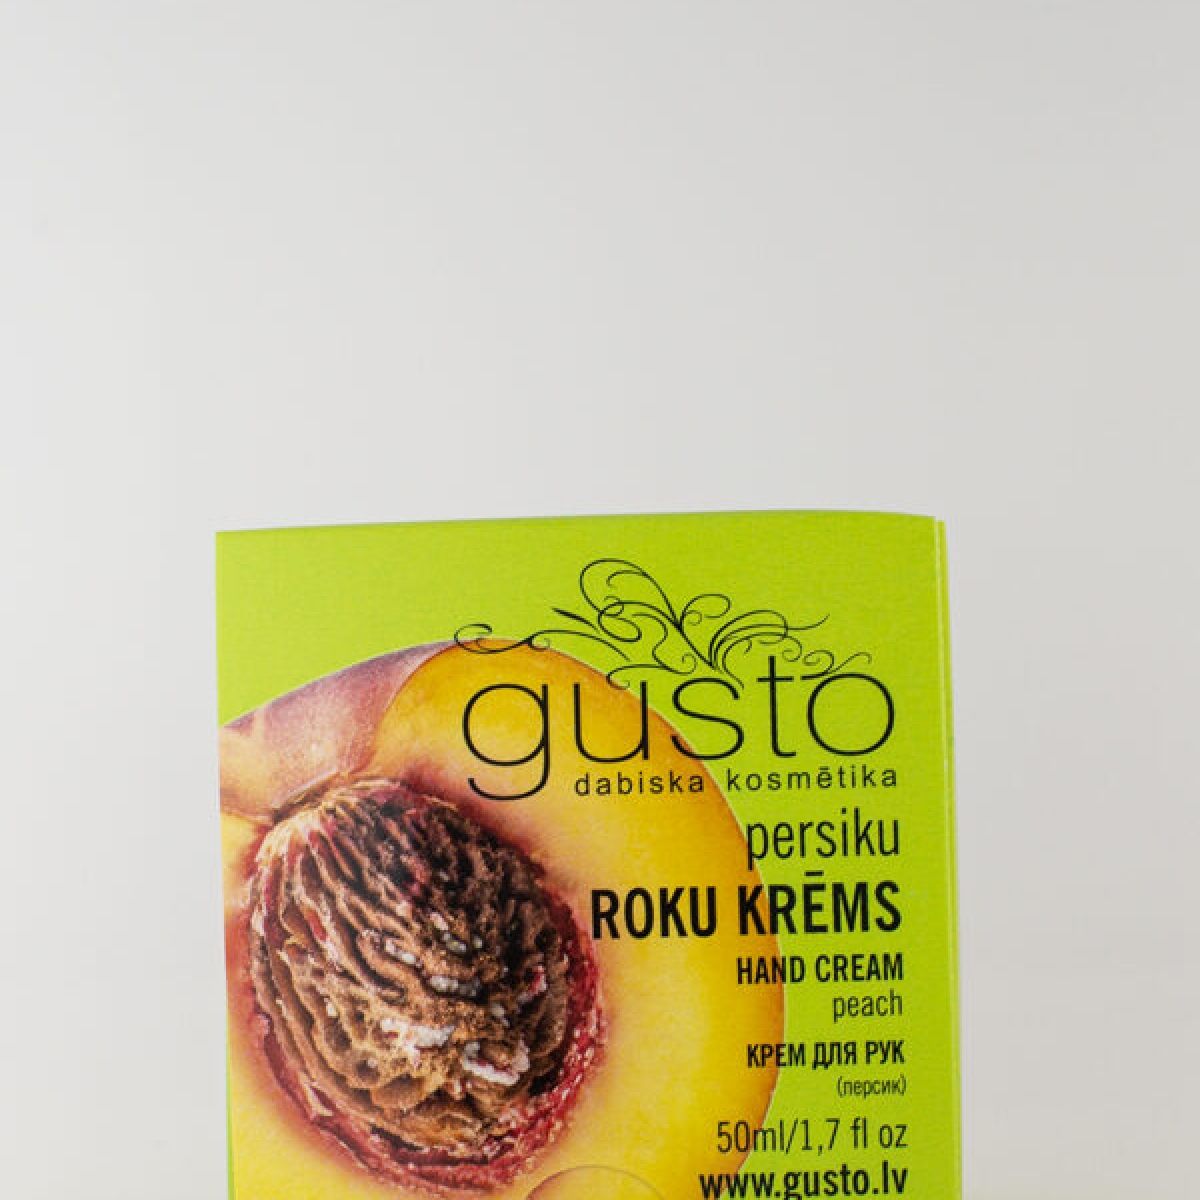 gusto
dabiska kosmētika
persiku
ROKU KRĒMS
HAND CREAM
peach
КРЕМ ДЛЯ РУК
(персик)
50ml/1,7 fl oz
www.gusto.lv